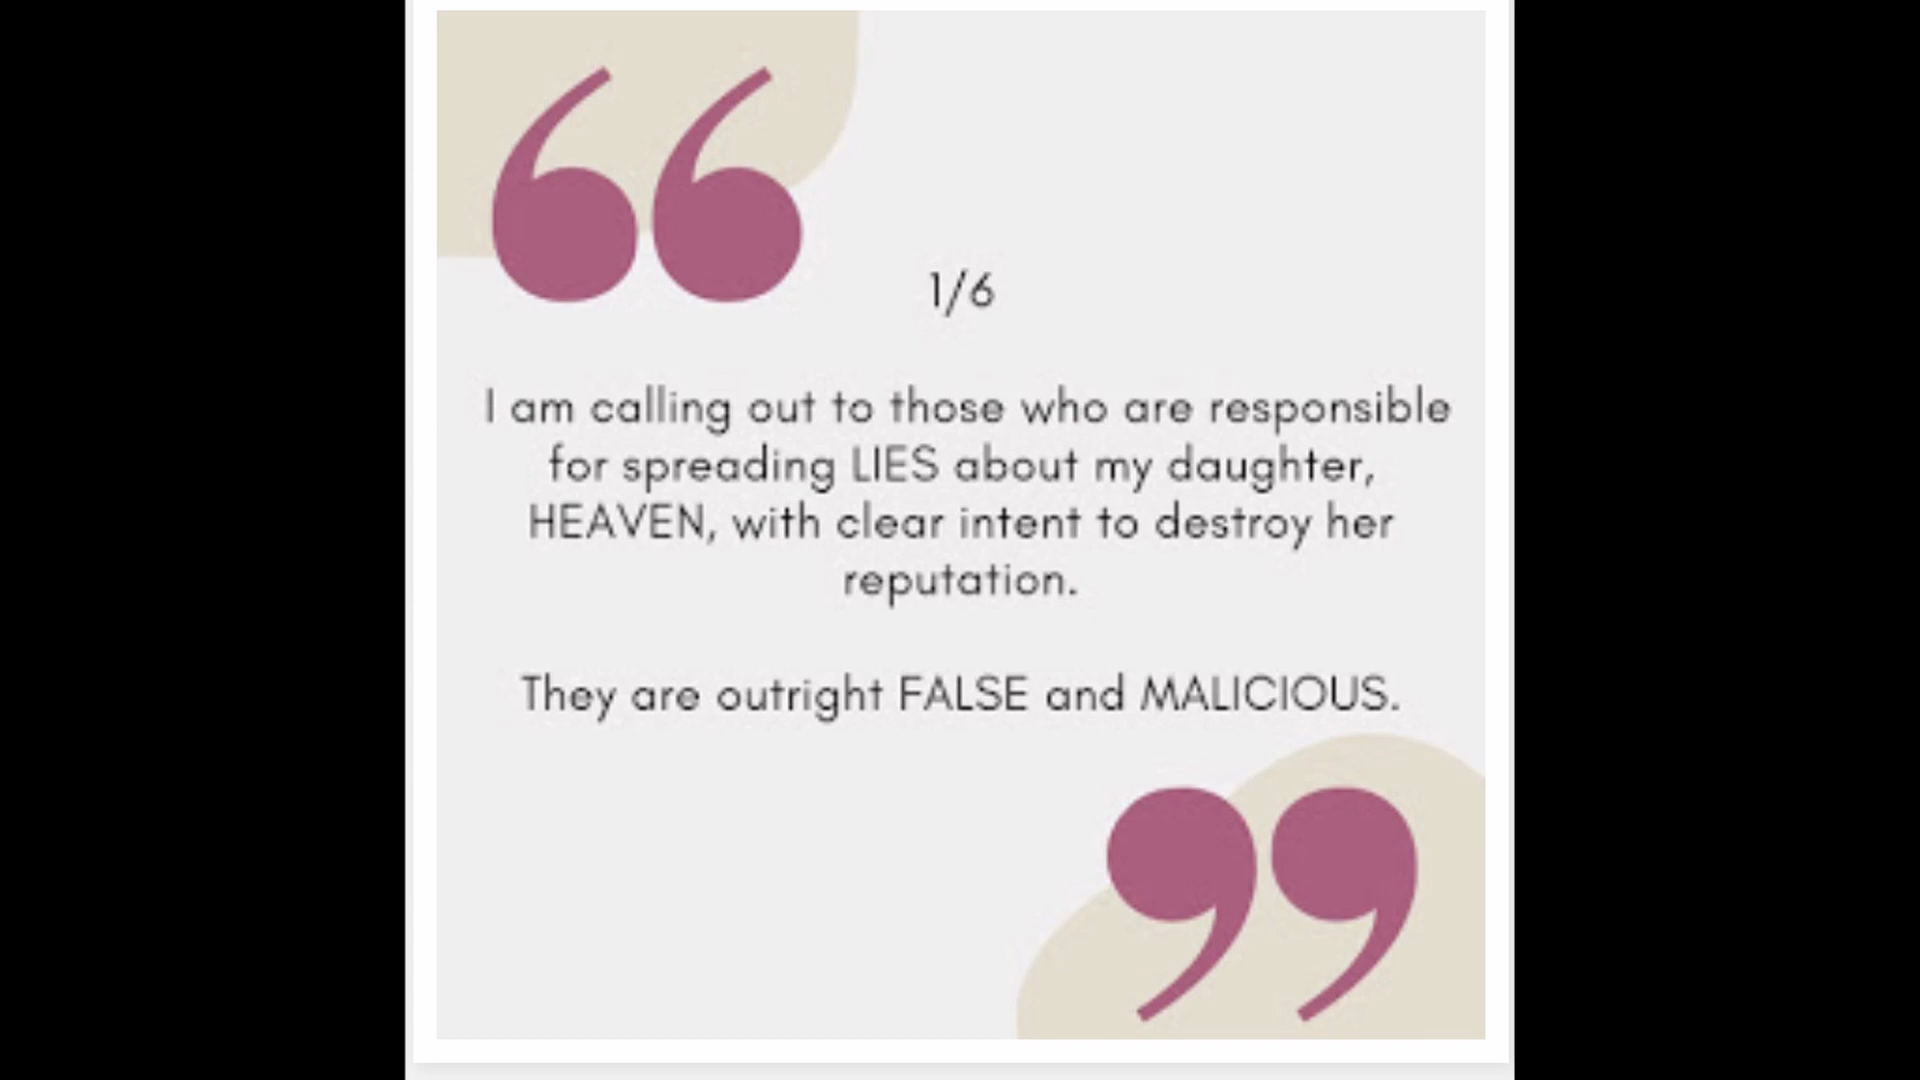 1/6
I am calling out to those who are responsible
for spreading LIES about my daughter,
HEAVEN, with clear intent to destroy her
reputation.
They are outright FALSE and MALICIOUS.